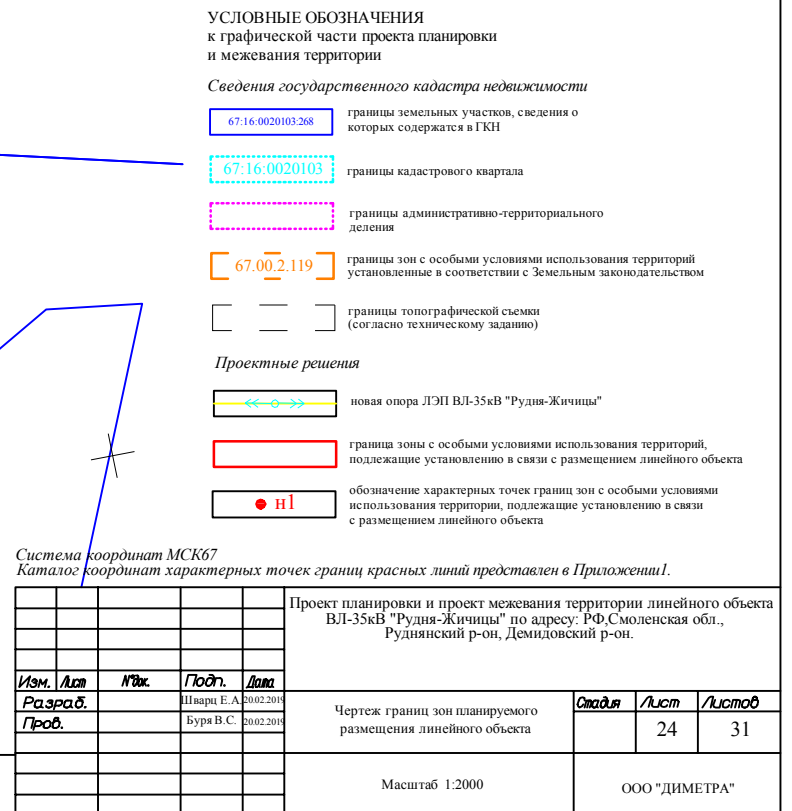 УСЛОВНЫЕ ОБОЗНАЧЕНИЯ
к графической части проекта планировки
и межевания территории
Сведения государственного кадастра недвижимости
67:16:0020103:268
границы земельных участков, сведения о
которых содержатся в ГКН
67:16:0020103
границы кадастрового квартала
границы административно-территориального
деления
67.00.2.119
границы зон с особыми условиями использования территорий
установленные в соответствии с Земельным законодательством
границы топографической съемки
(согласно техническому заданию)
Проектные решения
новая опора ЛЭП ВЛ-35кВ "Рудня-Жичицы"
граница зоны с особыми условиями использования территорий,
подлежащие установлению в связи с размещением линейного объекта
н1
обозначение характерных точек границ зон с особыми условиями
использования территории, подлежащие установлению в связи
с размещением линейного объекта
Система координат МСК67
Каталог координат характерных точек границ красных линий представлен в Приложении1.
Проект планировки и проект межевания территории линейного объекта
ВЛ-35кВ "Рудня-Жичицы" по адресу: РФ,Смоленская обл.,
Руднянский р-он, Демидовский р-он.
Изм. Лист №док. Подп. Дата
Разраб. Шварц Е.А. 20.02.2019
Пров. Буря В.С. 20.02.2019
Чертеж границ зон планируемого
размещения линейного объекта
Стадия Лист Листов
24 31
Масштаб 1:2000
ООО "ДИМЕТРА"